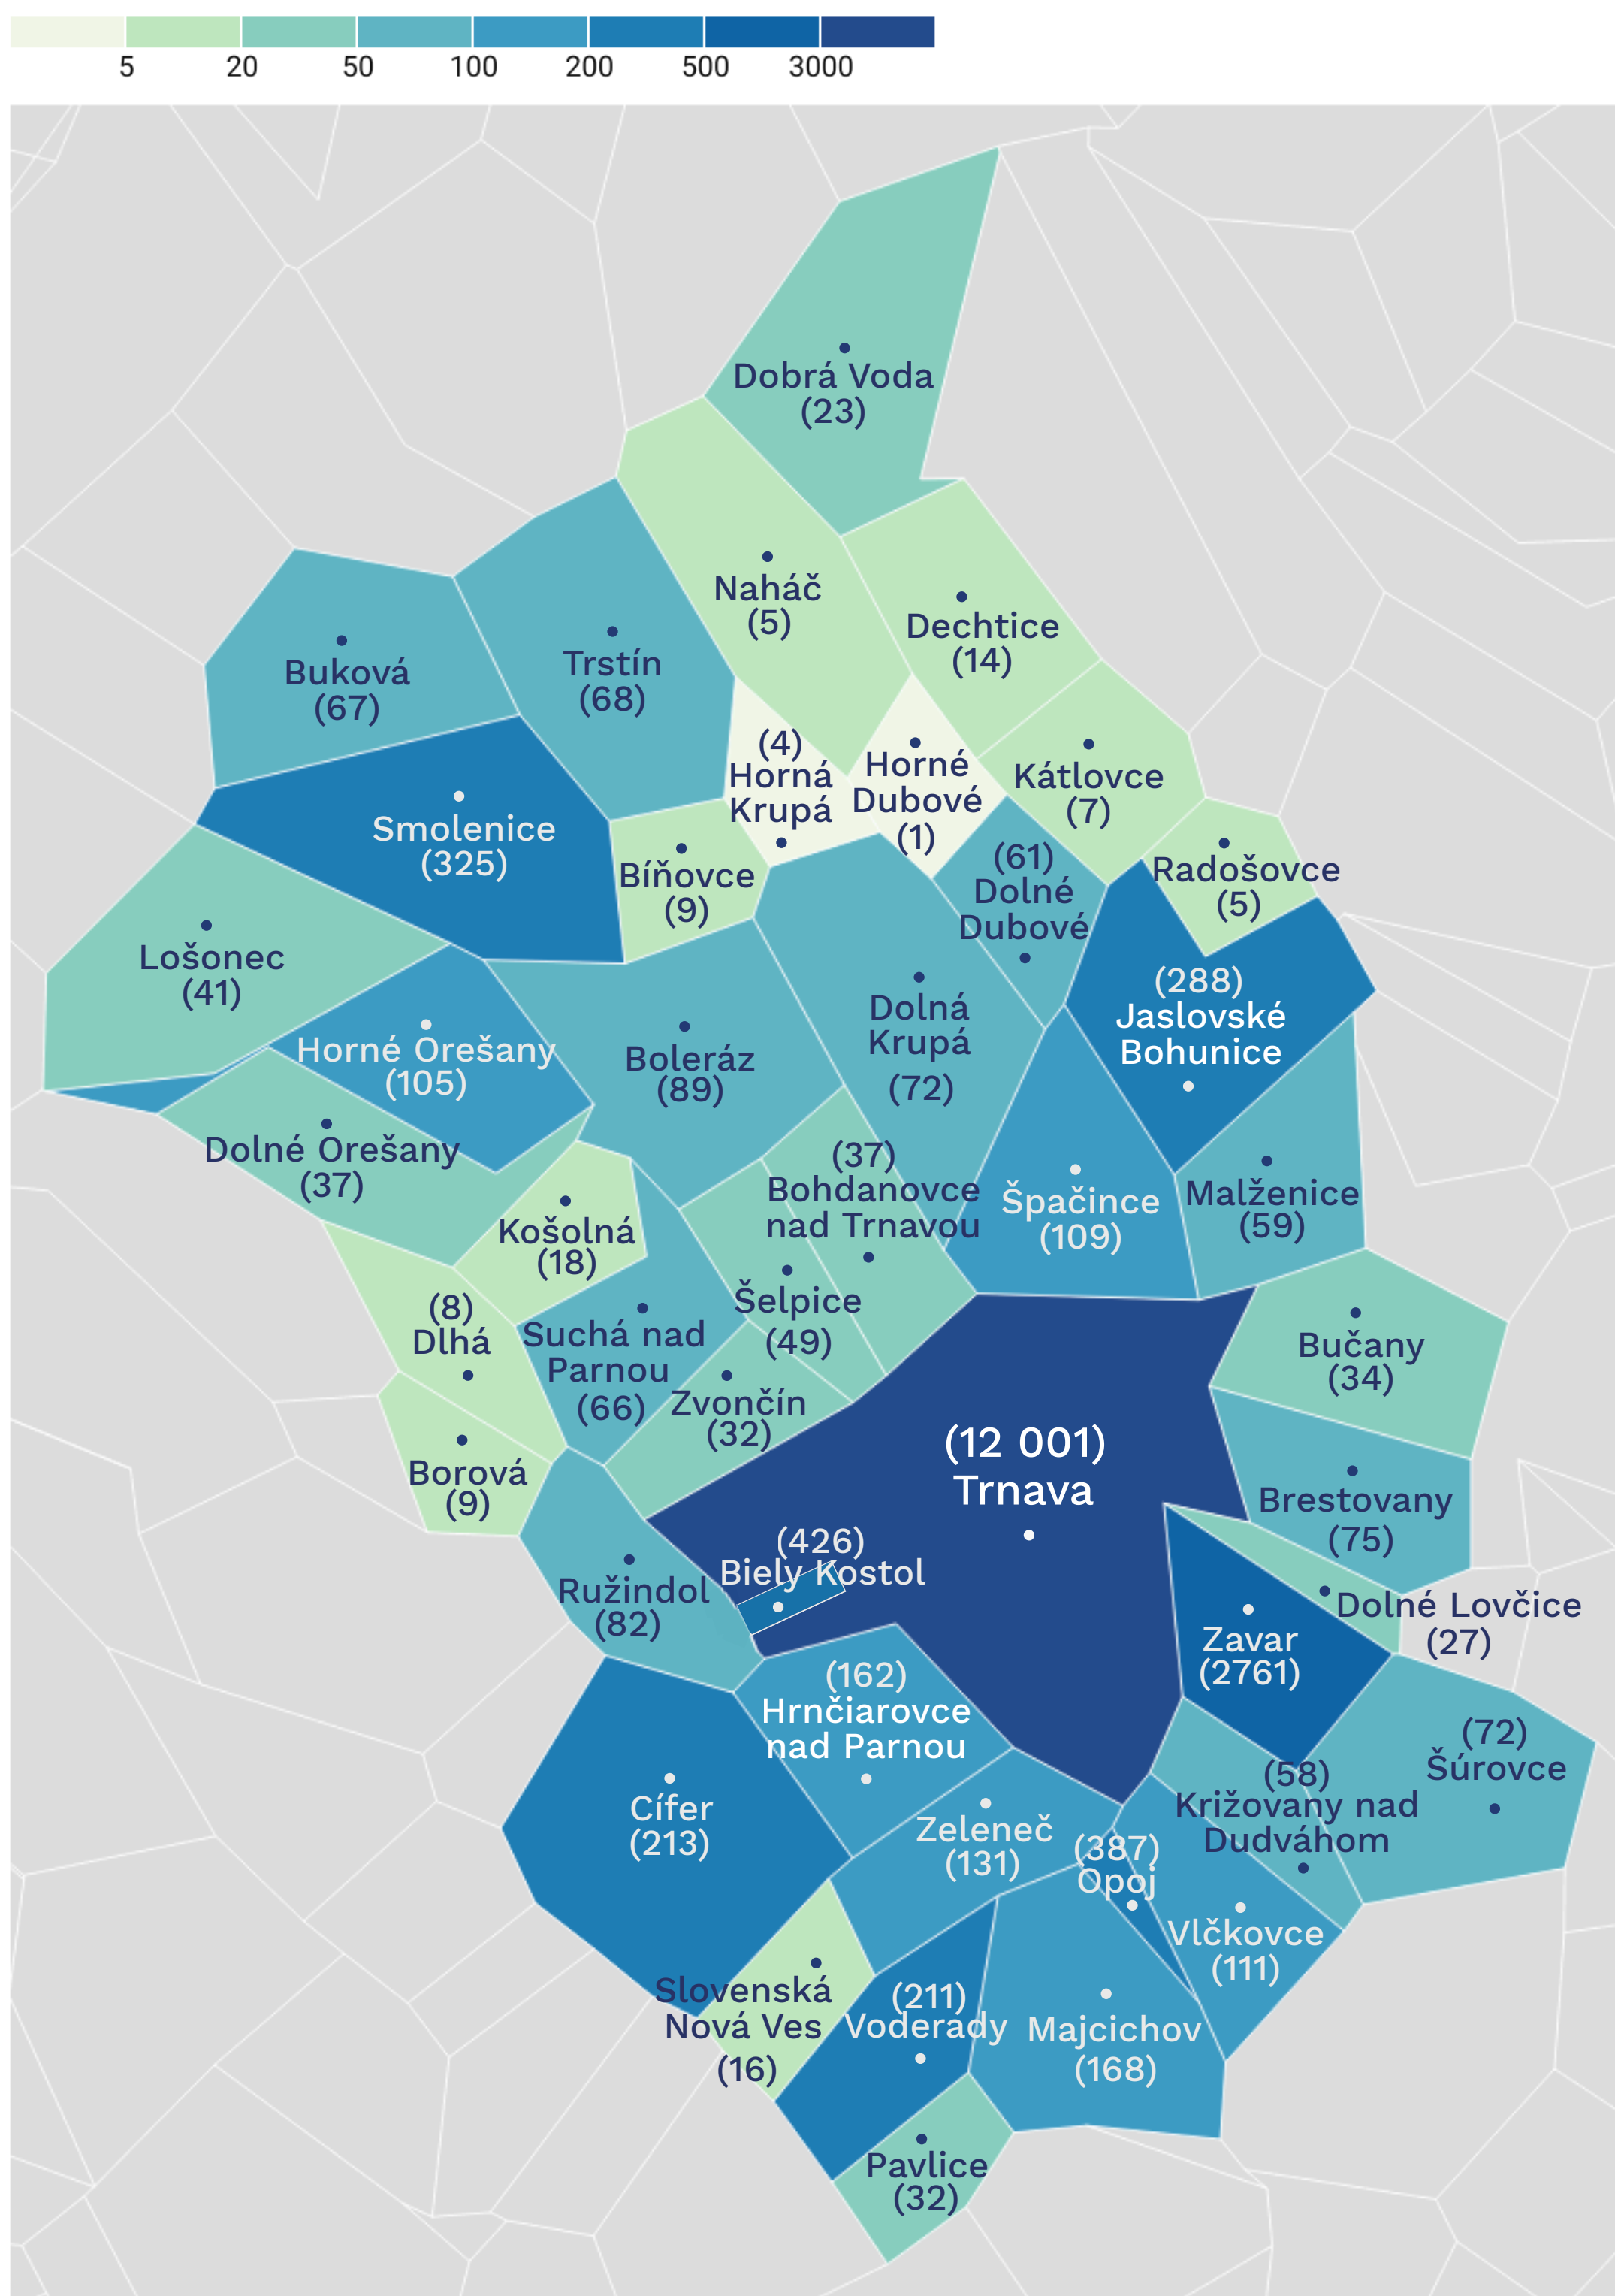 5 20 50 100 200 500 3000
Dobrá Voda
(23)
Naháč
(5)
Dechtice
(14)
Buková
(67)
Trstín
(68)
(4)
Horná
Krupá
Horné
Dubové
(1)
Kátlovce
(7)
Smolenice
(325)
Bíňovce
(9)
(61)
Dolné
Dubové
Radošovce
(5)
Lošonec
(41)
(288)
Jaslovské
Bohunice
Dolná
Krupá
(72)
Horné Orešany
(105)
Boleráz
(89)
Dolné Orešany
(37)
(37)
Bohdanovce
nad Trnavou
Špačince
(109)
Malženice
(59)
Košolná
(18)
(8)
Dlhá
Suchá nad
Parnou
(66)
Šelpice
(49)
Bučany
(34)
Zvončín
(32)
Borová
(9)
(12 001)
Trnava
Brestovany
(75)
(426)
Biely Kostol
Ružindol
(82)
Dolné Lovčice
(27)
Zavar
(2761)
(162)
Hrnčiarovce
nad Parnou
(72)
Šúrovce
(58)
Križovany nad
Dudváhom
Cífer
(213)
Zeleneč
(131)
(387)
Opoj
Vlčkovce
(111)
Slovenská
Nová Ves
(16)
(211)
Voderady
Majcichov
(168)
Pavlice
(32)